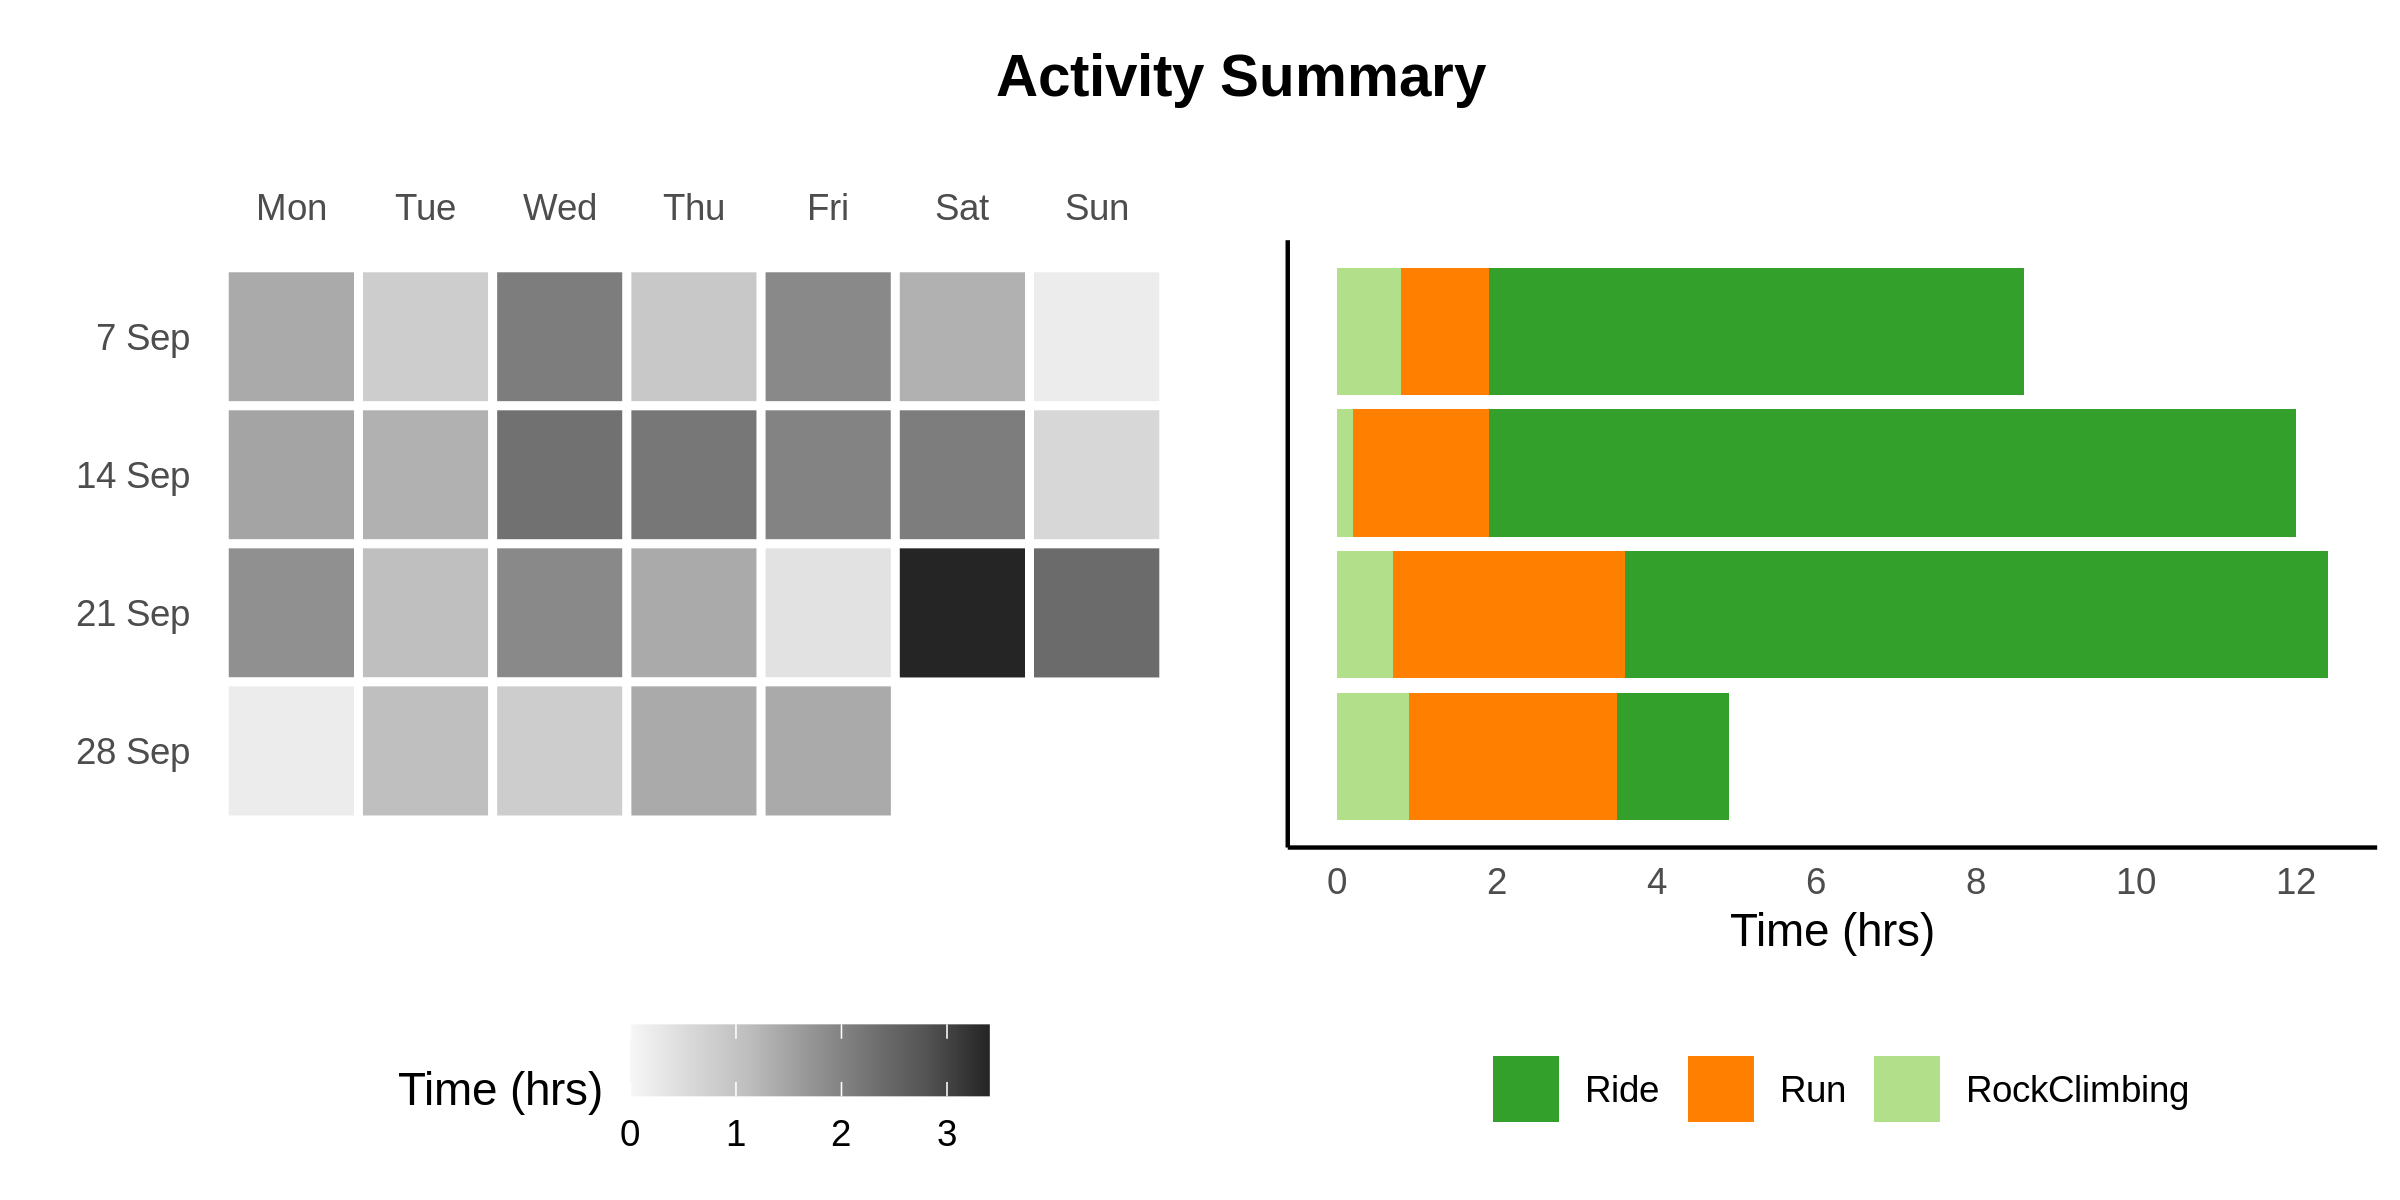 Activity Summary
Mon Tue Wed Thu Fri Sat Sun
7 Sep
14 Sep
21 Sep
28 Sep
0 2 4 6 8 10 12
Time (hrs)
Time (hrs)
0 1 2 3
Ride Run RockClimbing